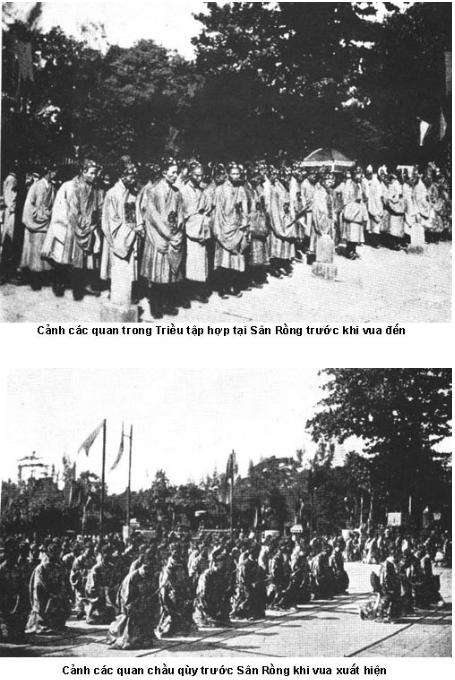 Cảnh các quan trong Triều tập hợp tại Sân Rồng trước khi vua đến
Cảnh các quan chầu qùy trước Sân Rồng khi vua xuất hiện